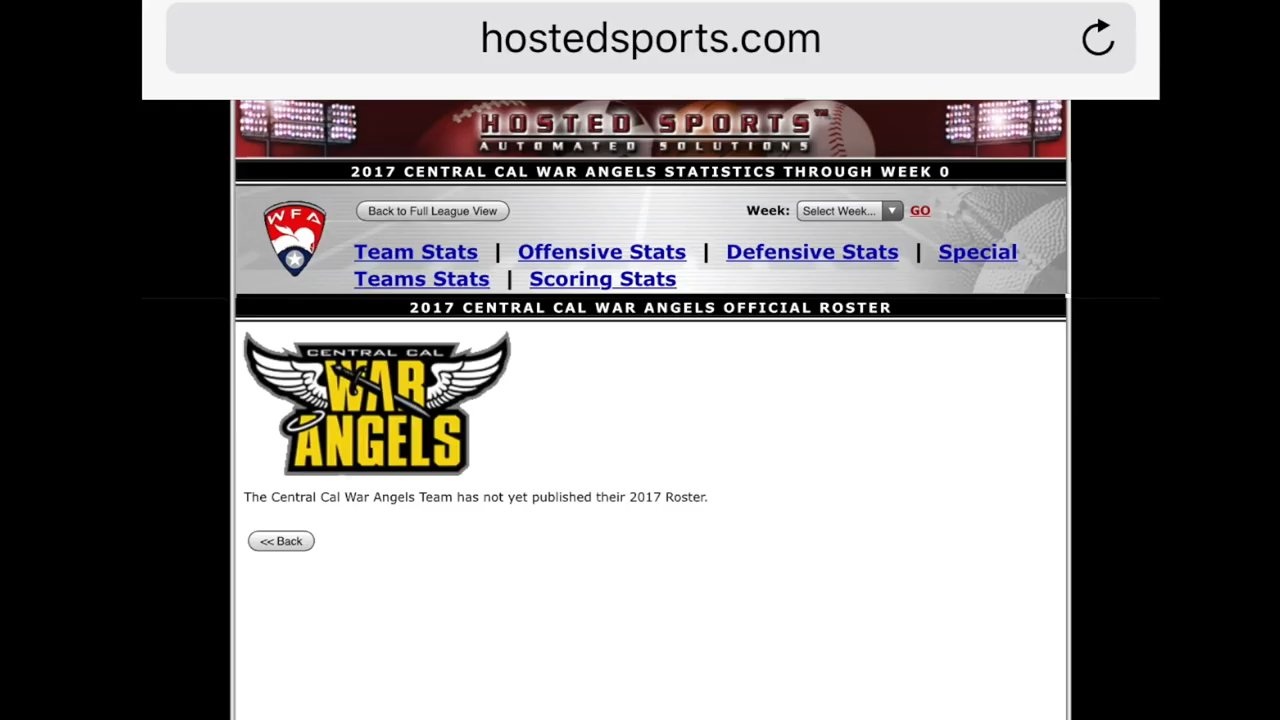 hostedsports.com
HOSTED SPORTS™
AUTOMATED SOLUTIONS
2017 CENTRAL CAL WAR ANGELS STATISTICS THROUGH WEEK 0
WFA
Back to Full League View
Week: Select Week... GO
Team Stats | Offensive Stats | Defensive Stats | Special
Teams Stats | Scoring Stats
2017 CENTRAL CAL WAR ANGELS OFFICIAL ROSTER
CENTRAL CAL
WAR
ANGELS
The Central Cal War Angels Team has not yet published their 2017 Roster.
<< Back